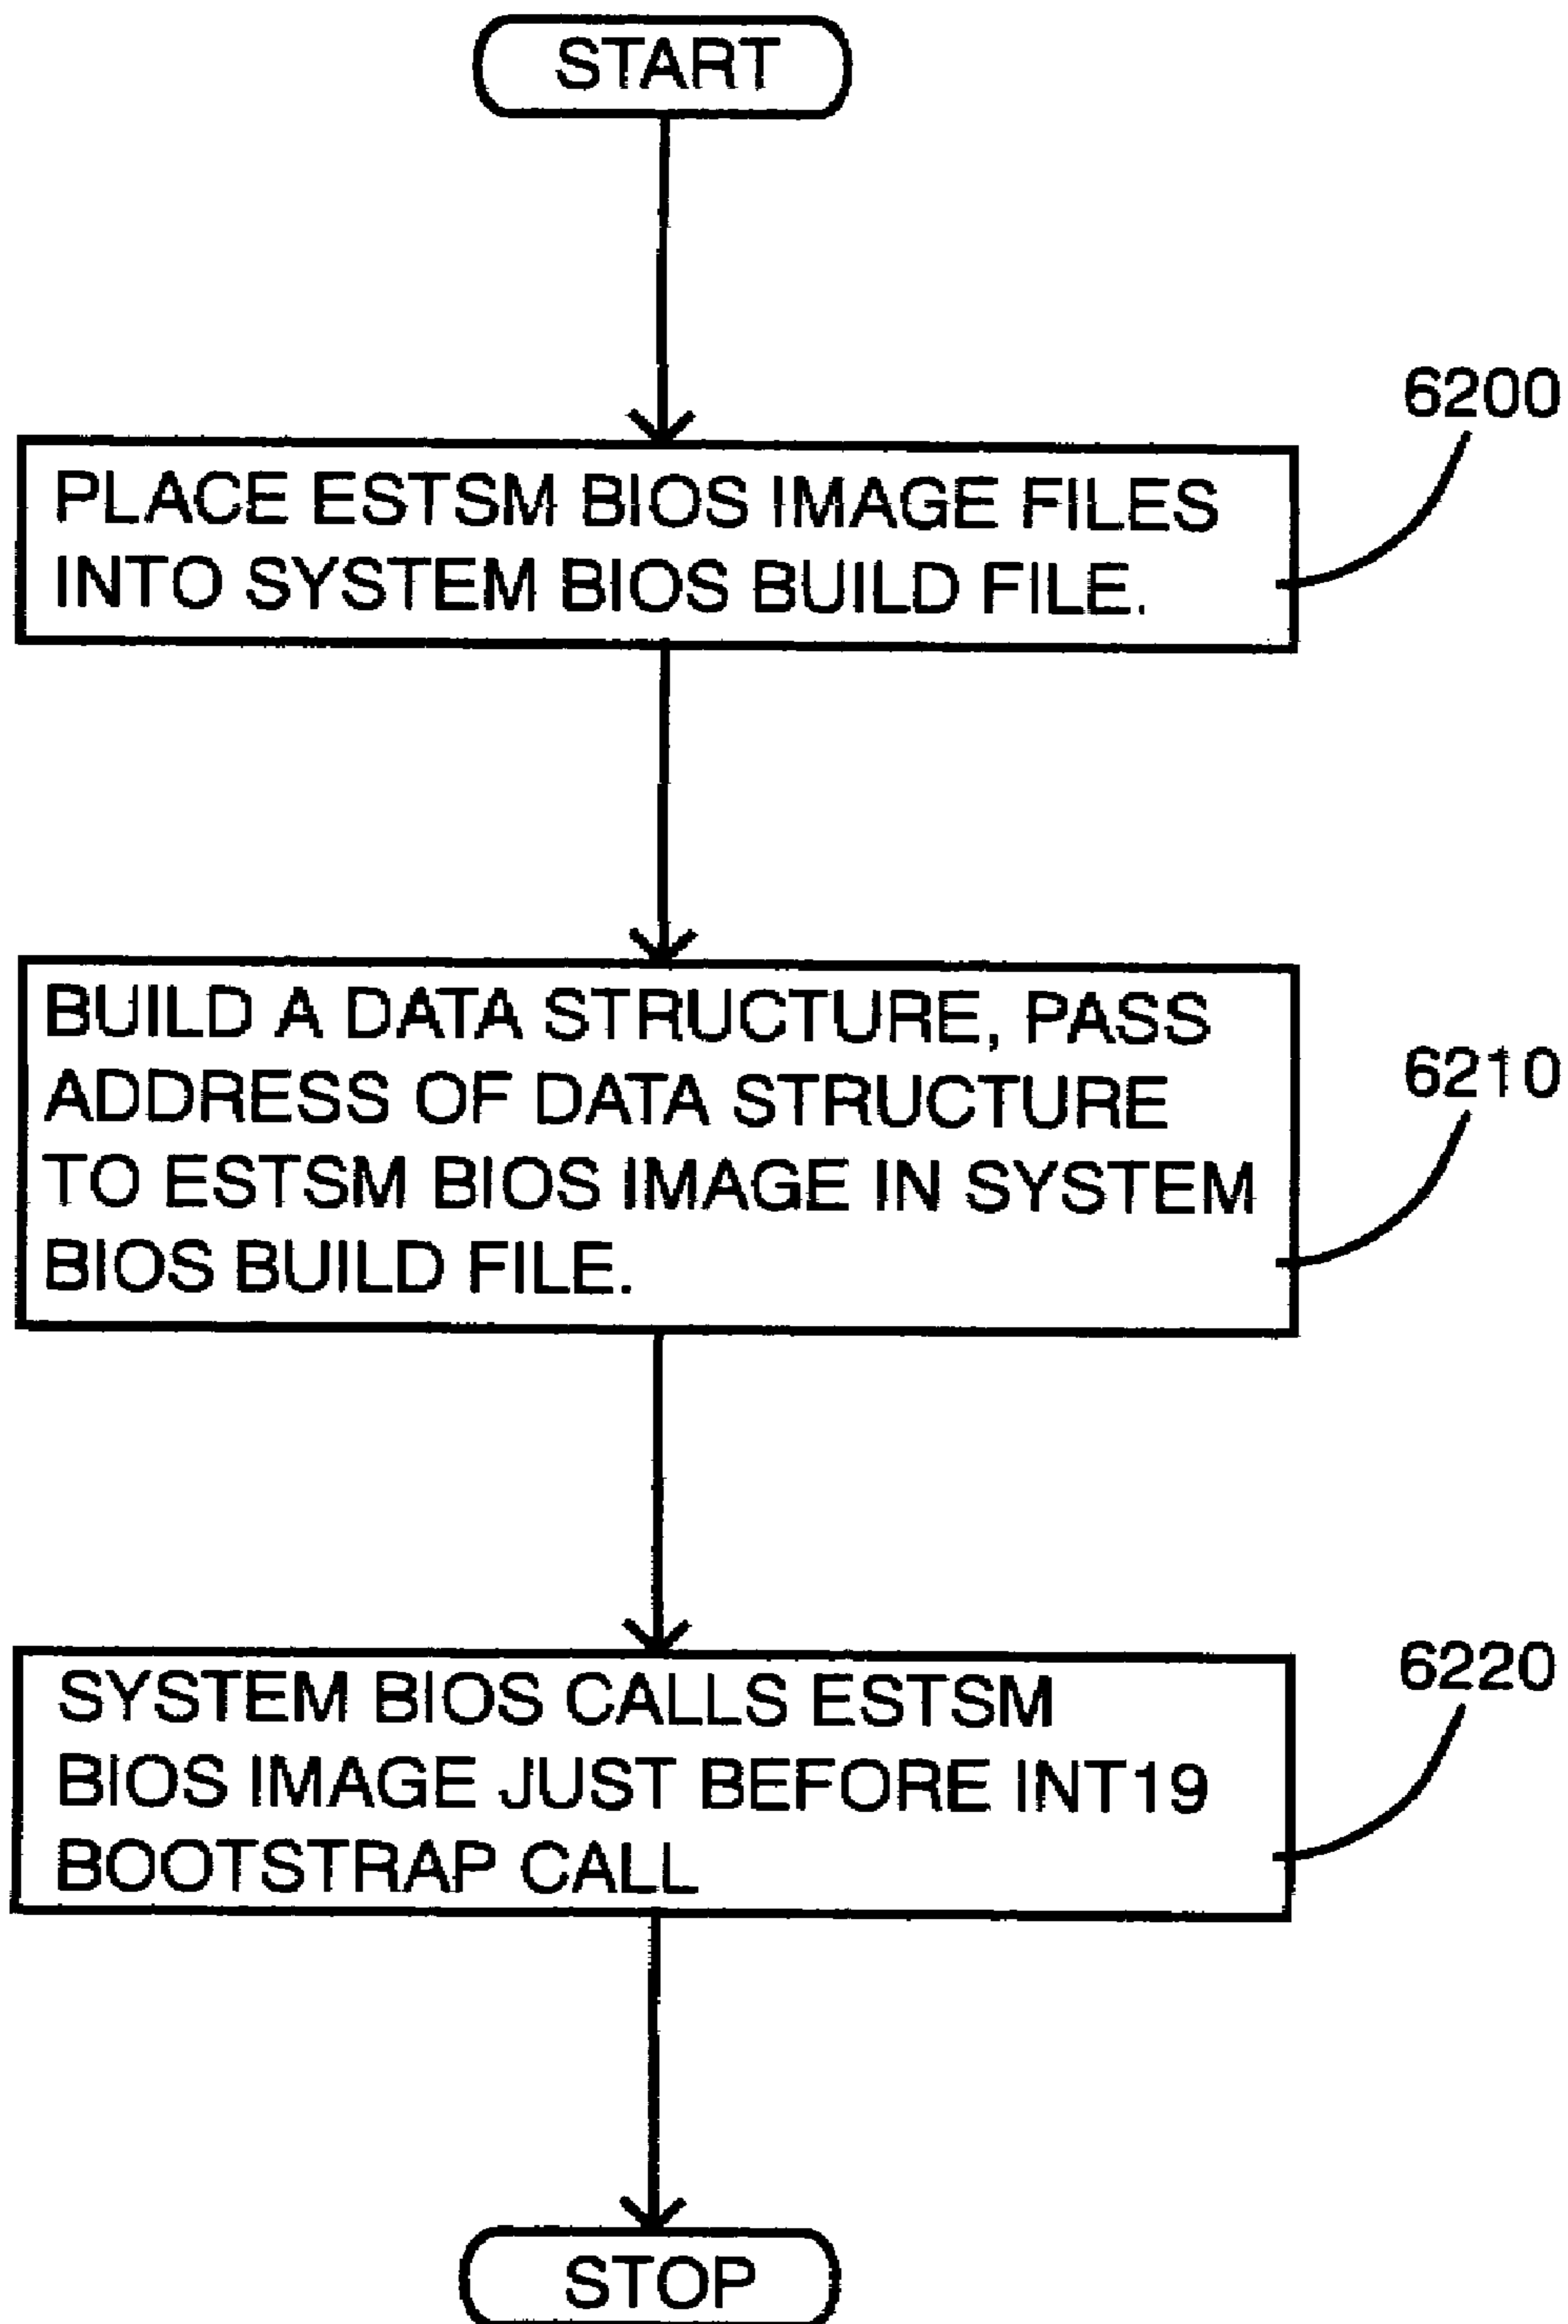 START
6200
PLACE ESTSM BIOS IMAGE FILES
INTO SYSTEM BIOS BUILD FILE.
BUILD A DATA STRUCTURE, PASS
ADDRESS OF DATA STRUCTURE
TO ESTSM BIOS IMAGE IN SYSTEM
BIOS BUILD FILE.
6210
SYSTEM BIOS CALLS ESTSM
BIOS IMAGE JUST BEFORE INT19
BOOTSTRAP CALL
6220
STOP